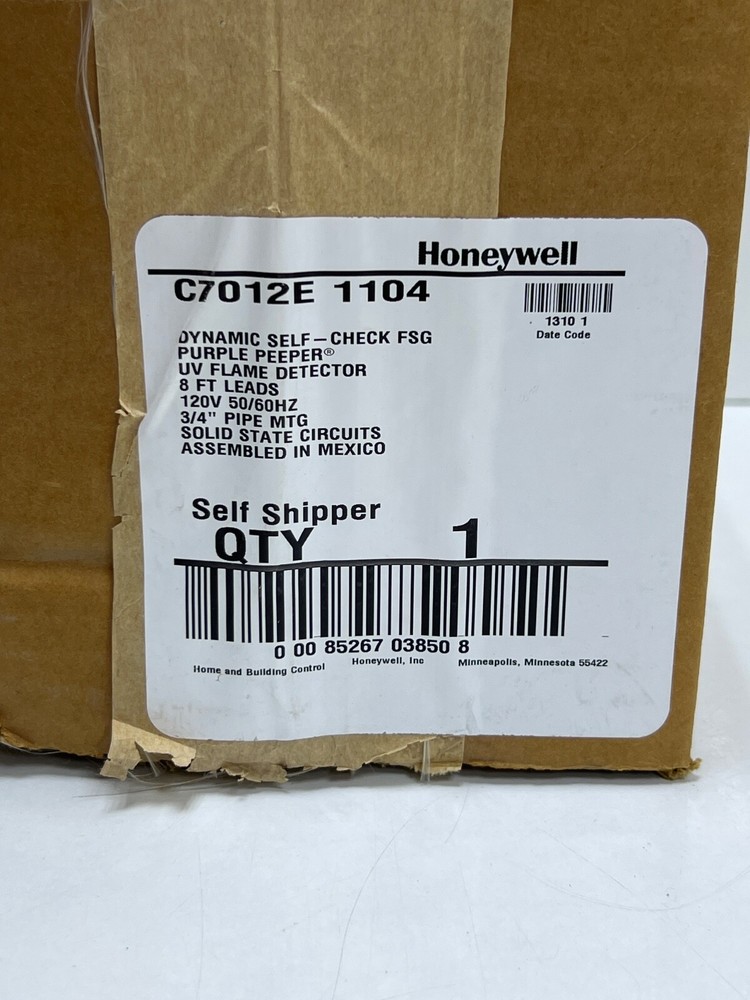 Honeywell
C7012E 1104
1310 1
Date Code
DYNAMIC SELF-CHECK FSG
PURPLE PEEPER®
UV FLAME DETECTOR
8 FT LEADS
120V 50/60HZ
3/4" PIPE MTG
SOLID STATE CIRCUITS
ASSEMBLED IN MEXICO
Self Shipper
QTY 1
0 00 85267 03850 8
Home and Building Control Honeywell, Inc Minneapolis, Minnesota 55422